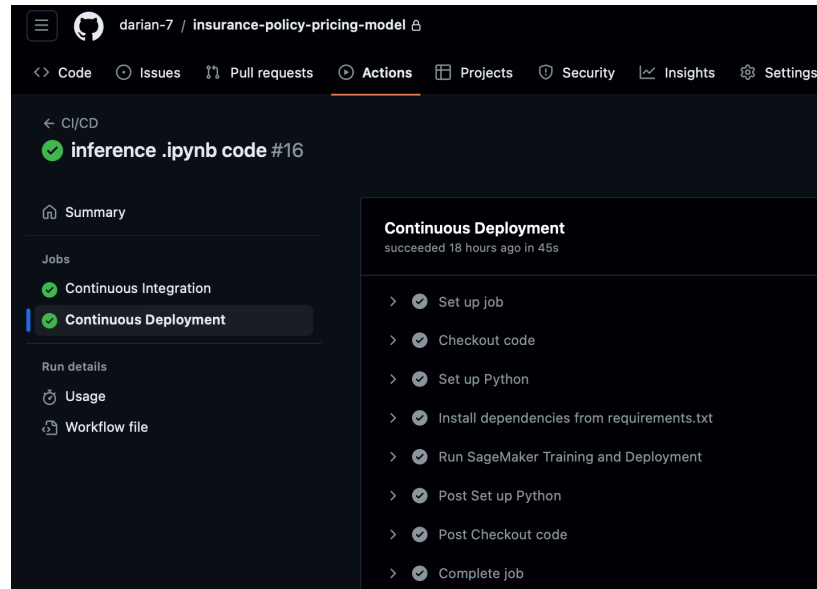 darian-7 / insurance-policy-pricing-model
Code Issues Pull requests Actions Projects Security Insights Settings
← CI/CD
inference .ipynb code #16
Summary
Jobs
Continuous Integration
Continuous Deployment
Run details
Usage
Workflow file
Continuous Deployment
succeeded 18 hours ago in 45s
Set up job
Checkout code
Set up Python
Install dependencies from requirements.txt
Run SageMaker Training and Deployment
Post Set up Python
Post Checkout code
Complete job